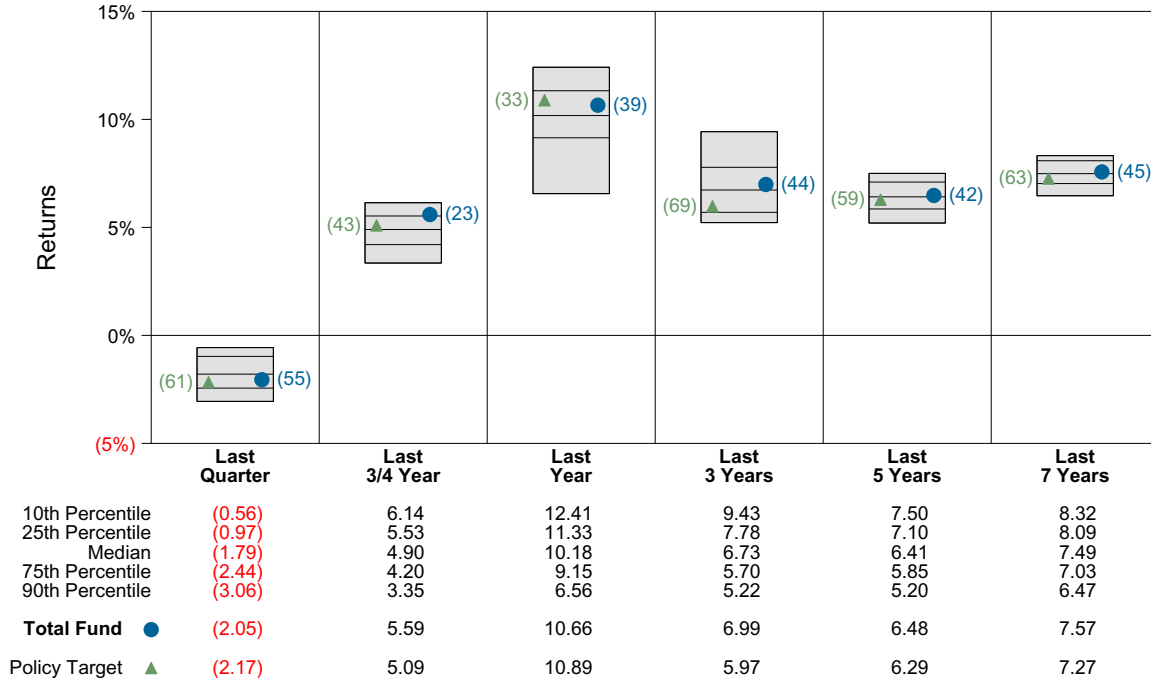 15%
10%
5%
0%
(5%)
Returns
(61) (55)
(43) (23)
(33) (39)
(69) (44)
(59) (42)
(63) (45)
Last Last Last Last Last Last
Quarter 3/4 Year Year 3 Years 5 Years 7 Years
10th Percentile (0.56) 6.14 12.41 9.43 7.50 8.32
25th Percentile (0.97) 5.53 11.33 7.78 7.10 8.09
Median (1.79) 4.90 10.18 6.73 6.41 7.49
75th Percentile (2.44) 4.20 9.15 5.70 5.85 7.03
90th Percentile (3.06) 3.35 6.56 5.22 5.20 6.47
Total Fund (2.05) 5.59 10.66 6.99 6.48 7.57
Policy Target (2.17) 5.09 10.89 5.97 6.29 7.27